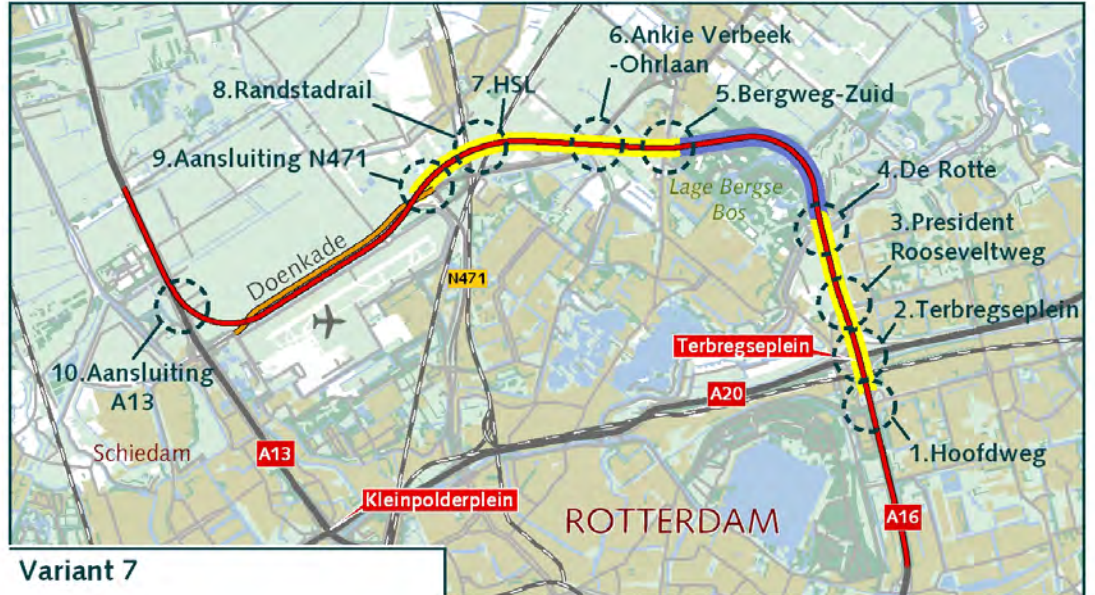 6.Ankie Verbeek
-Ohrlaan
8.Randstadrail
7.HSL
5.Bergweg-Zuid
9.Aansluiting N471
Lage Bergse
Bos
4.De Rotte
3.President
Rooseveltweg
Doenkade
N471
2.Terbregseplein
Terbregseplein
10.Aansluiting
A13
A20
Schiedam
A13
1.Hoofdweg
Kleinpolderplein
ROTTERDAM
A16
Variant 7